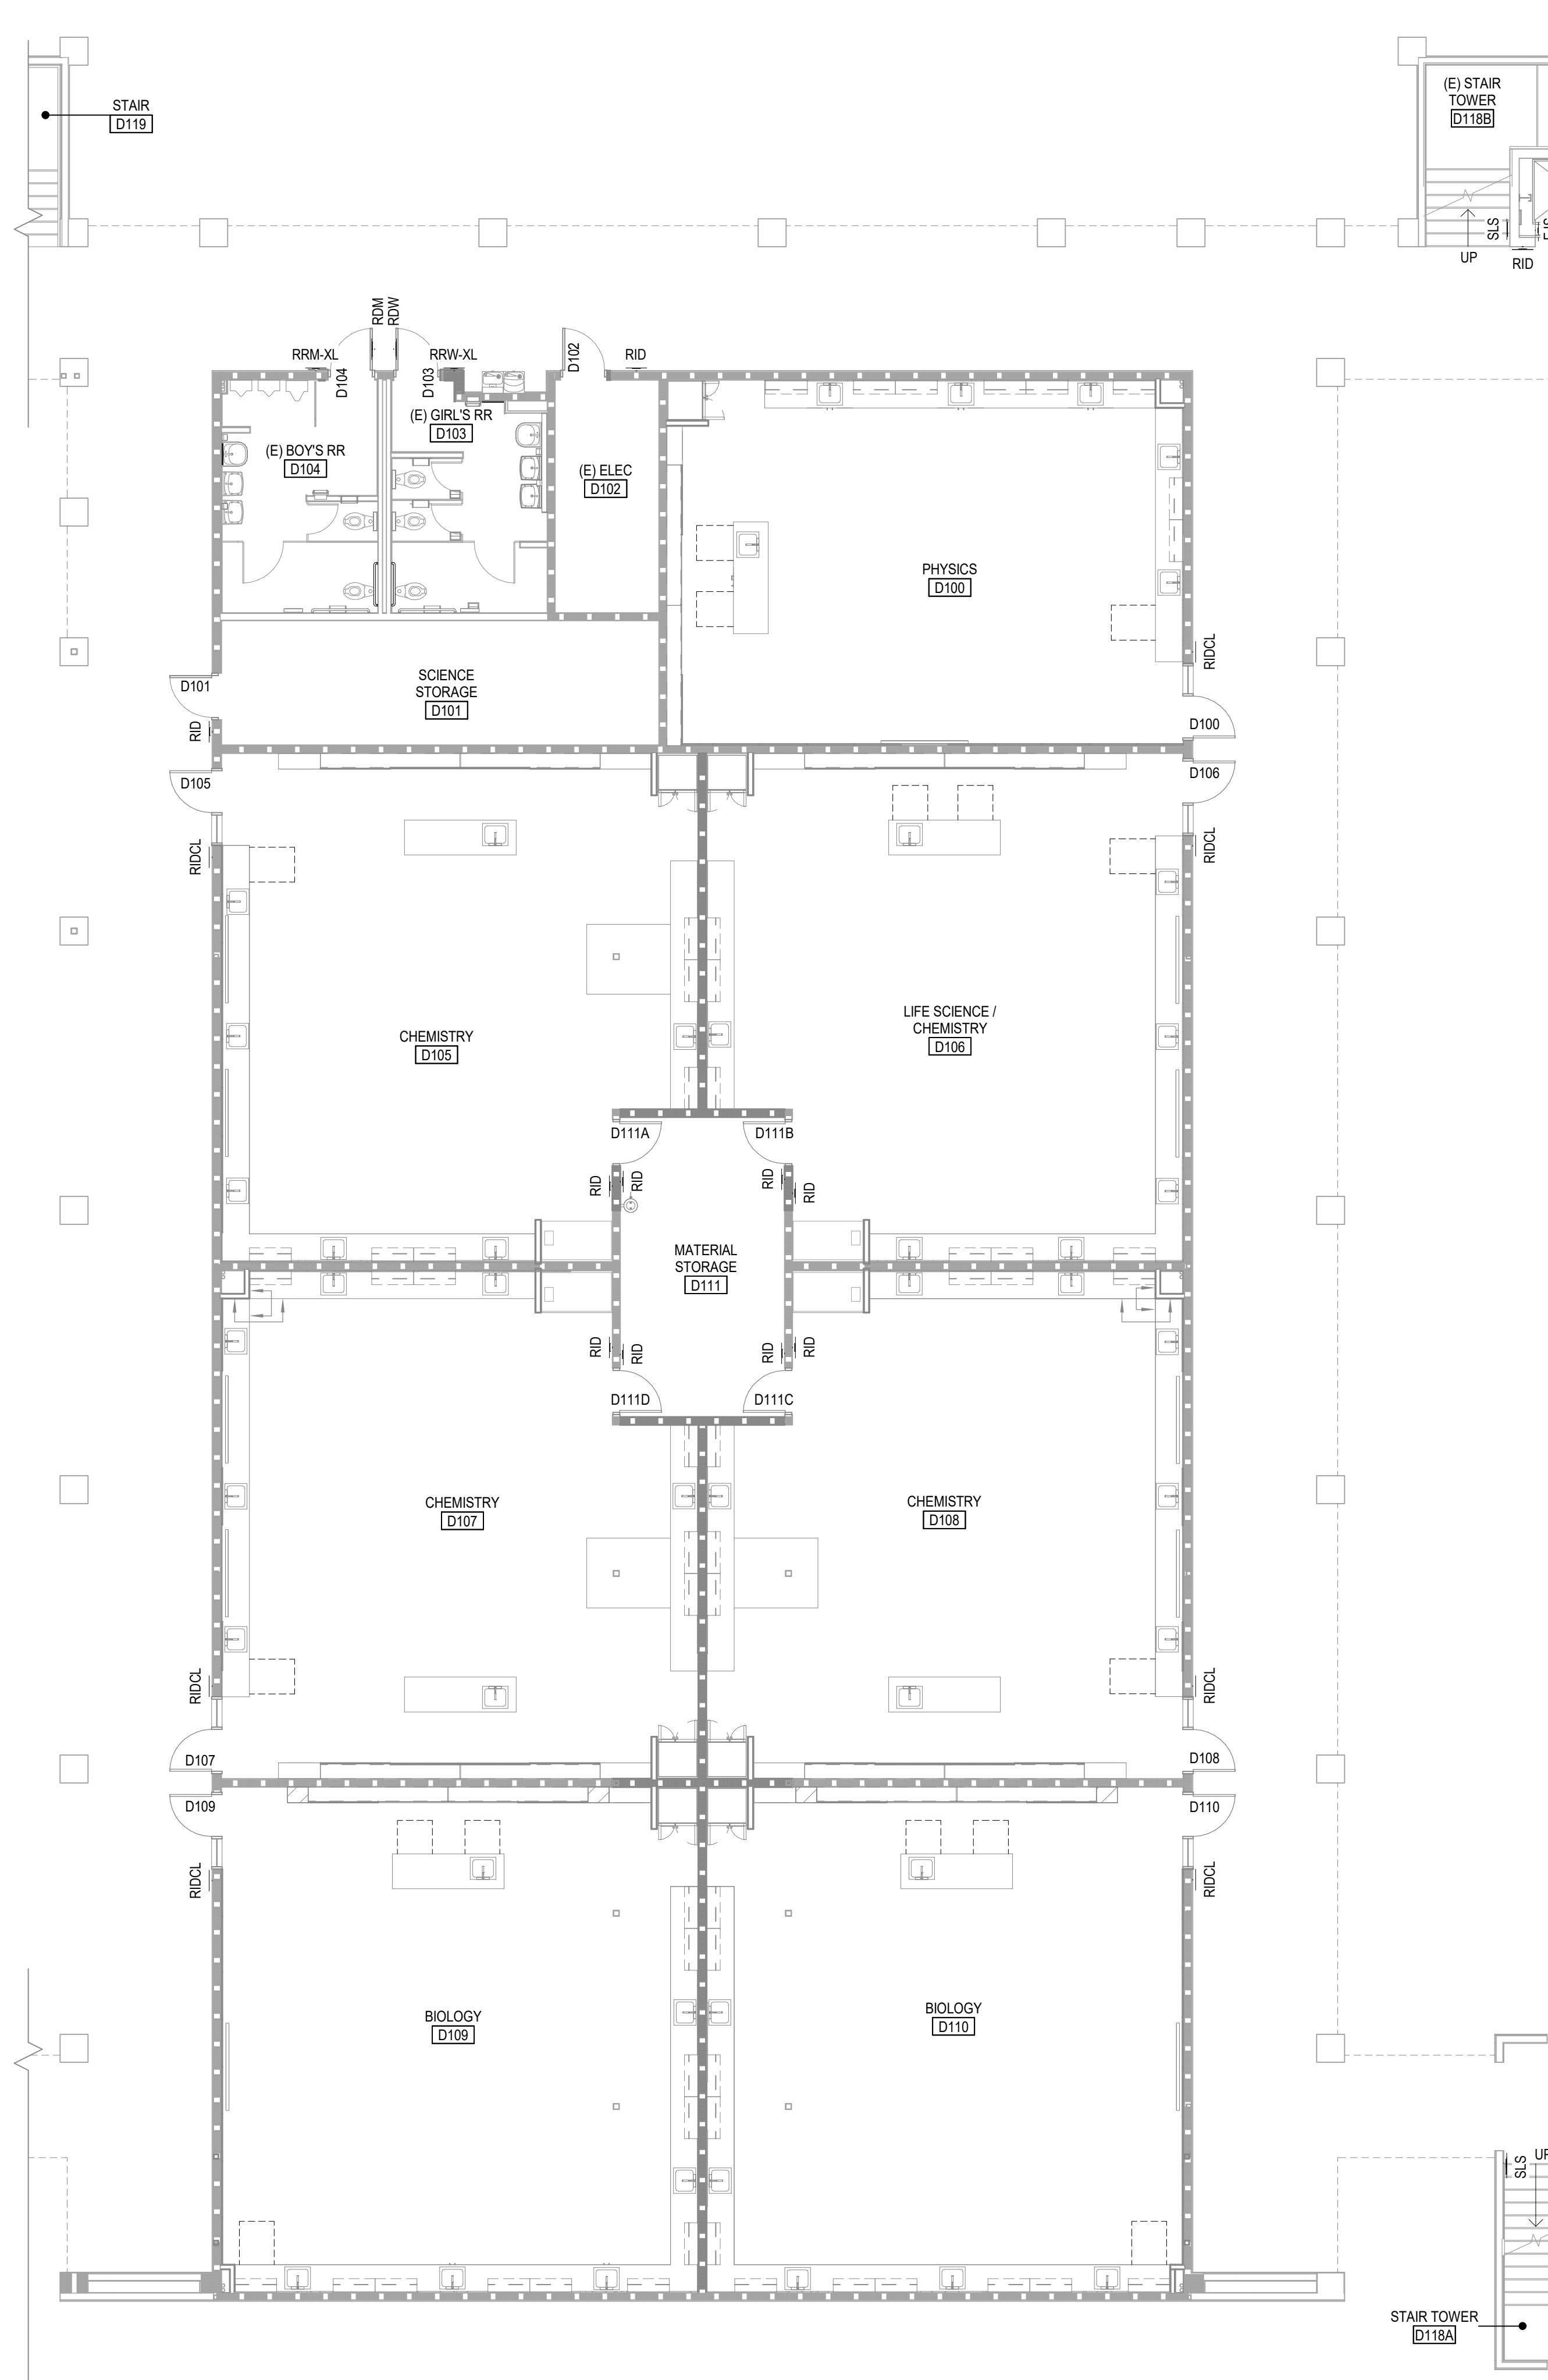 STAIR
D119
(E) STAIR
TOWER
D118B
SLS
UP
RID
RDM
RDW
RRM-XL
RRW-XL
D104
D103
D102
RID
(E) GIRL'S RR
D103
(E) BOY'S RR
D104
(E) ELEC
D102
PHYSICS
D100
RIDCL
SCIENCE
STORAGE
D101
D101
RID
D100
D105
D106
RIDCL
RIDCL
CHEMISTRY
D105
LIFE SCIENCE /
CHEMISTRY
D106
D111A
D111B
RID
RID
RID
RID
MATERIAL
STORAGE
D111
RID
RID
RID
RID
D111D
D111C
CHEMISTRY
D107
CHEMISTRY
D108
RIDCL
RIDCL
D107
D108
D109
D110
RIDCL
RIDCL
BIOLOGY
D109
BIOLOGY
D110
SLS
UP
STAIR TOWER
D118A